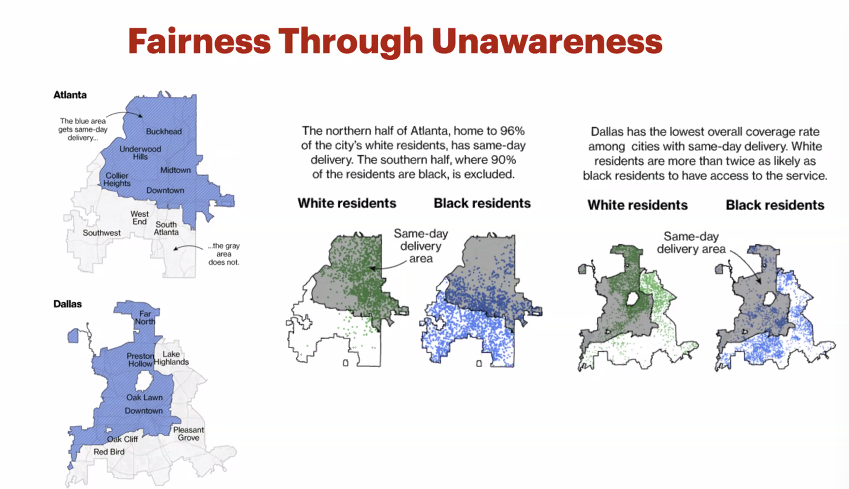 Fairness Through Unawareness
Atlanta
The blue area
gets same-day
delivery...
Buckhead
Underwood
Hills
Midtown
Collier
Heights
Downtown
West
End
South
Atlanta
Southwest
...the gray
area
does not.
Dallas
Far
North
Preston
Hollow
Lake
Highlands
Oak Lawn
Downtown
Pleasant
Grove
Oak Cliff
Red Bird
The northern half of Atlanta, home to 96%
of the city's white residents, has same-day
delivery. The southern half, where 90%
of the residents are black, is excluded.
White residents
Black residents
Same-day
delivery
area
Dallas has the lowest overall coverage rate
among cities with same-day delivery. White
residents are more than twice as likely as
black residents to have access to the service.
White residents
Black residents
Same-day
delivery area